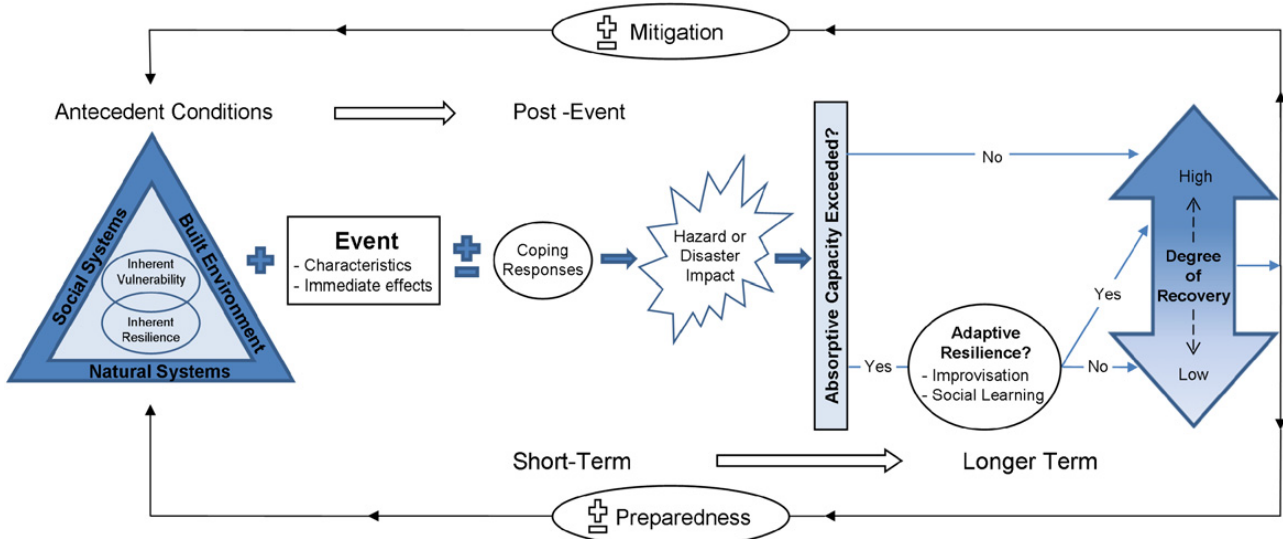 Mitigation
Antecedent Conditions
Post -Event
Social Systems
Built Environment
Natural Systems
Inherent
Vulnerability
Inherent
Resilience
Event
- Characteristics
- Immediate effects
Coping
Responses
Hazard or
Disaster
Impact
Absorptive Capacity Exceeded?
No
Yes
Adaptive
Resilience?
- Improvisation
- Social Learning
Yes
No
High
Degree
of
Recovery
Low
Short-Term
Longer Term
Preparedness